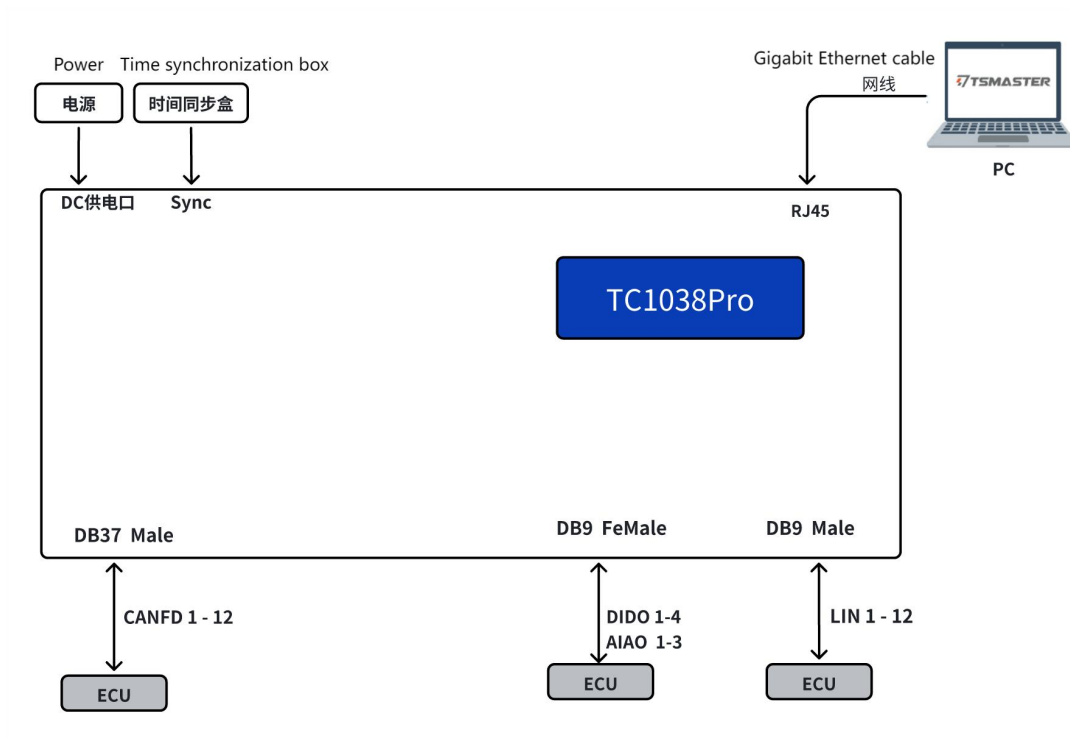 Power Time synchronization box
电源 时间同步盒
Gigabit Ethernet cable
网线
TSMASTER
PC
DC供电口 Sync
RJ45
TC1038Pro
DB37 Male
DB9 FeMale
DB9 Male
CANFD 1 - 12
DIDO 1-4
AIAO 1-3
LIN 1 - 12
ECU
ECU
ECU